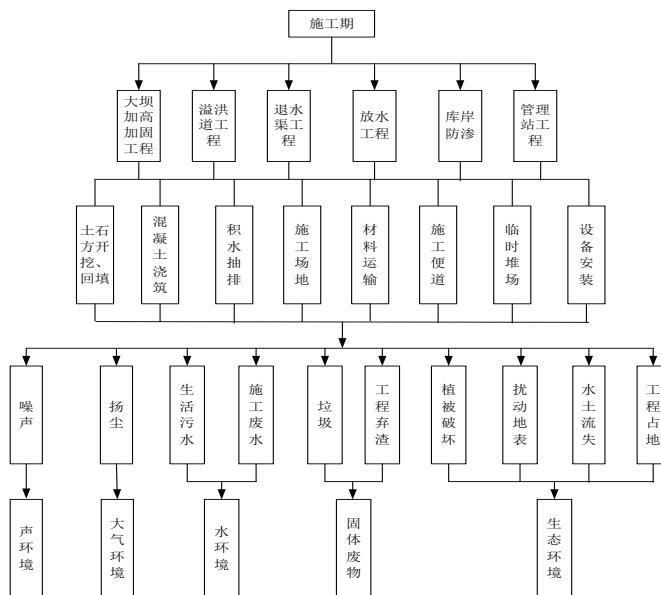 施工期
大坝
加高
加固
工程
溢洪
道工
程
退水
渠工
程
放水
工程
库岸
防渗
管理
站工
程
土石
方开
挖、
回填
混凝土浇筑
积水抽排
施工场地
材料运输
施工便道
临时堆场
设备安装
噪声
扬尘
生活污水
施工废水
垃圾
工程弃渣
植被破坏
扰动地表
水土流失
工程占地
声环境
大气环境
水环境
固体废物
生态环境